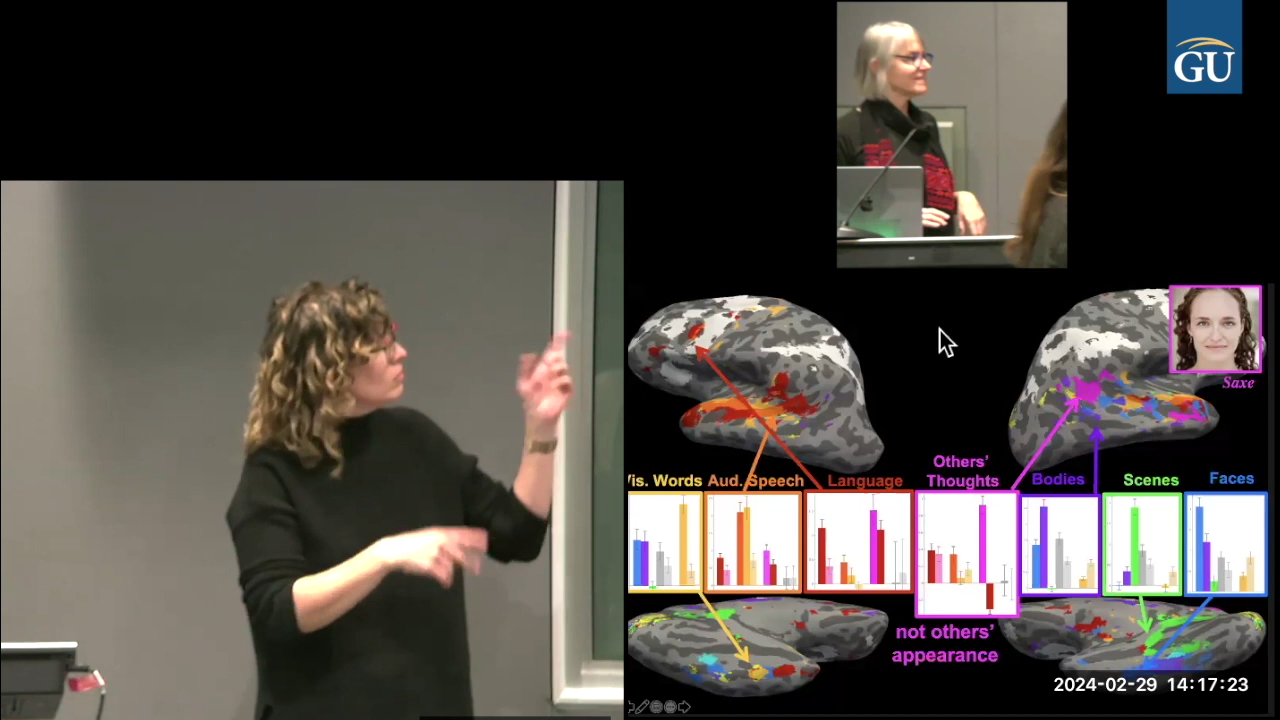 GU
Saxe
Others'
Vis. Words Aud. Speech Language Thoughts Bodies Scenes Faces
not others'
appearance
2024-02-29 14:17:23